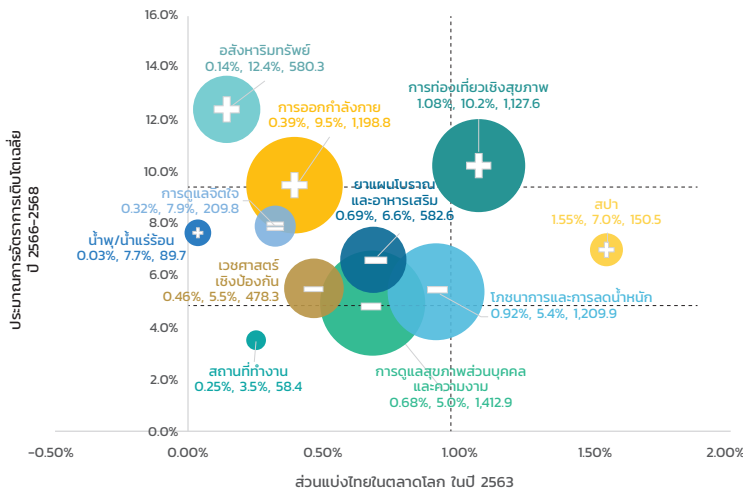 16.0%
14.0%
12.0%
10.0%
8.0%
6.0%
4.0%
2.0%
0.0%
ประมาณการอัตราการเติบโตเฉลี่ย
ปี 2566-2568
อสังหาริมทรัพย์
0.14%, 12.4%, 580.3
การท่องเที่ยวเชิงสุขภาพ
1.08%, 10.2%, 1,127.6
การออกกำลังกาย
0.39%, 9.5%, 1,198.8
การดูแลจิตใจ
0.32%, 7.9%, 209.8
ยาแผนโบราณ
และอาหารเสริม
0.69%, 6.6%, 582.6
สปา
1.55%, 7.0%, 150.5
น้ำพุ/น้ำแร่ร้อน
0.03%, 7.7%, 89.7
เวชศาสตร์
เชิงป้องกัน
0.46%, 5.5%, 478.3
โภชนาการและการลดน้ำหนัก
0.92%, 5.4%, 1,209.9
สถานที่ทำงาน
0.25%, 3.5%, 58.4
การดูแลสุขภาพส่วนบุคคล
และความงาม
0.68%, 5.0%, 1,412.9
-0.50%
0.00%
0.50%
1.00%
1.50%
2.00%
ส่วนแบ่งไทยในตลาดโลก ในปี 2563